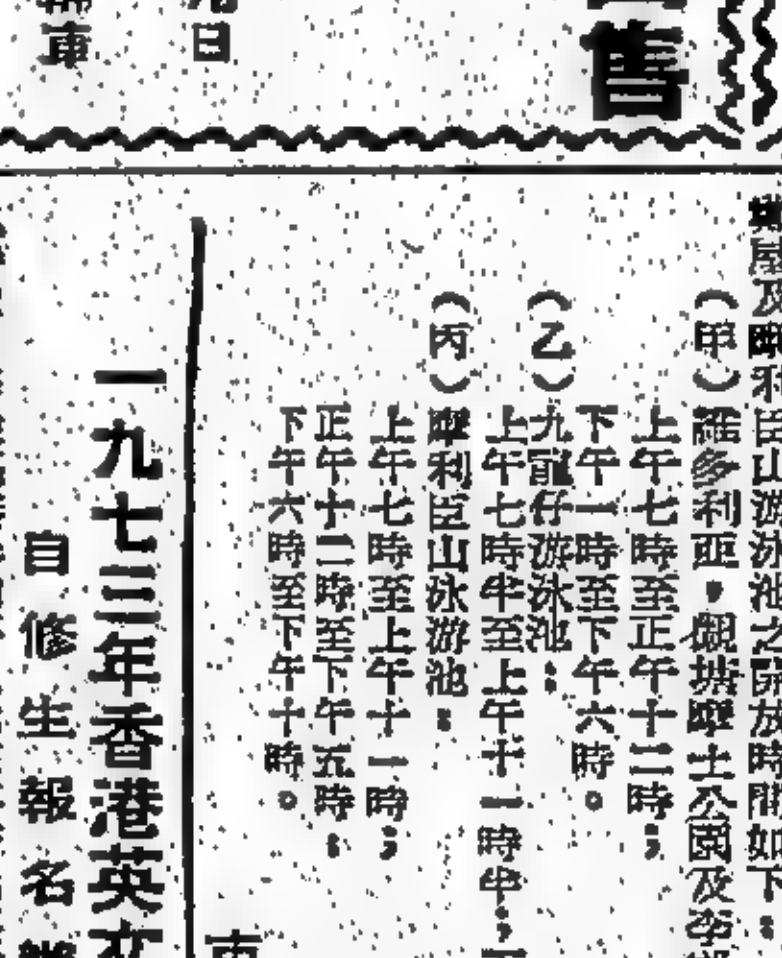 售
屋及摩利臣山游泳池之開放時間如下：
（甲）維多利亞，觀塘摩士公園及李
上午七時至正午十二時；
下午一時至下午六時。
（乙）九龍仔游泳池：
上午七時半至上午十一時半；
（丙）摩利臣山泳游池：
上午七時至上午十一時；
正午十二時至下午五時；
下午六時至下午十時。
一九七三年香港英文
自修生報名